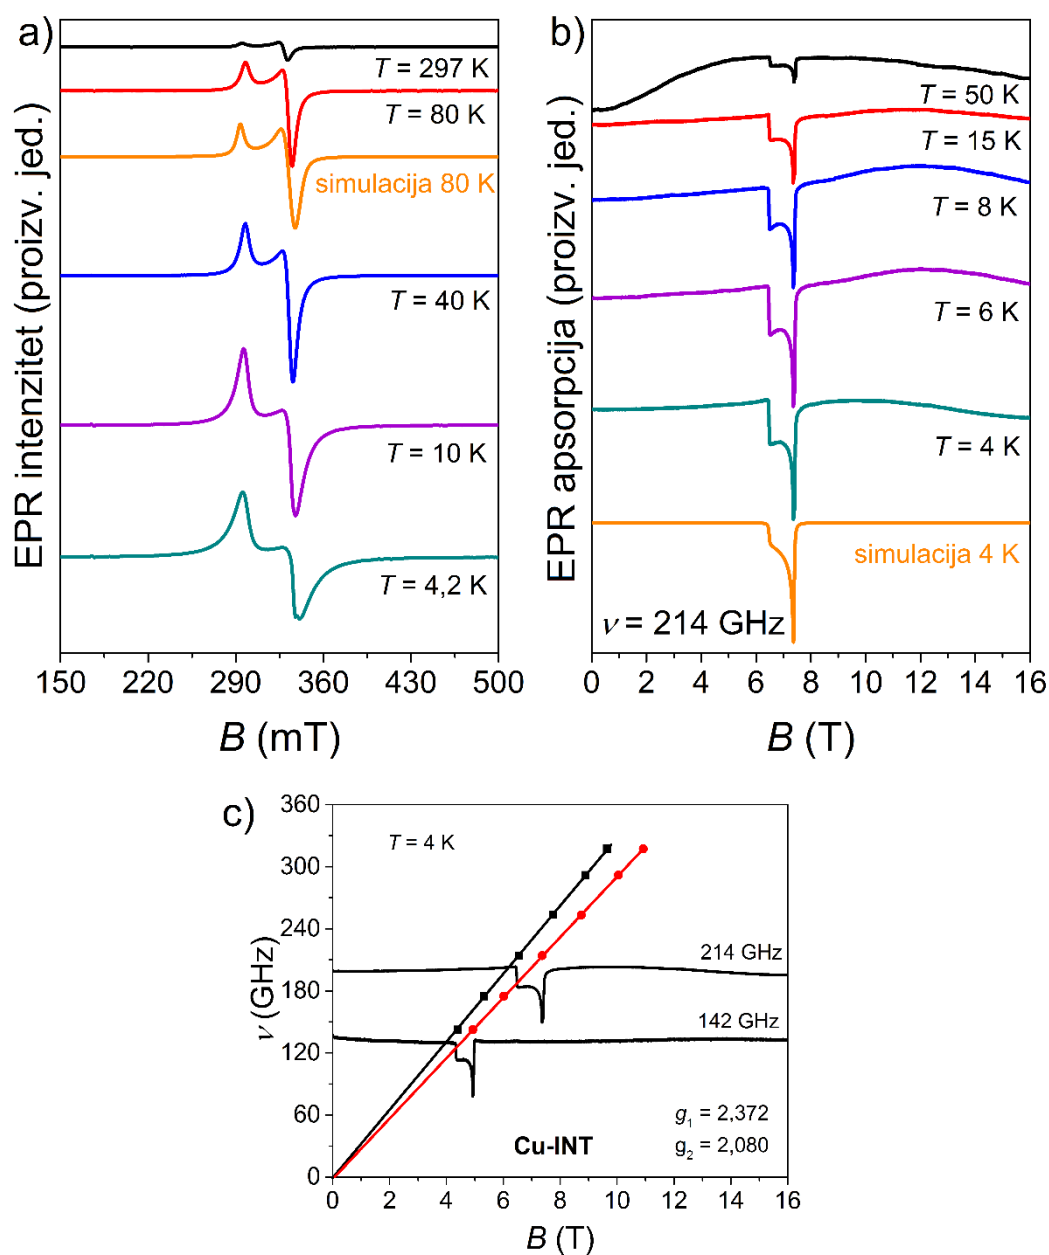 a)
EPR intenzitet (proizv. jed.)
T = 297 K
T = 80 K
simulacija 80 K
T = 40 K
T = 10 K
T = 4,2 K
150 220 290 360 430 500
B (mT)
b)
EPR apsorpcija (proizv. jed.)
T = 50 K
T = 15 K
T = 8 K
T = 6 K
T = 4 K
simulacija 4 K
ν = 214 GHz
0 2 4 6 8 10 12 14 16
B (T)
c)
ν (GHz)
360
300
240
180
120
60
0
T = 4 K
214 GHz
142 GHz
g₁ = 2,372
g₂ = 2,080
Cu-INT
0 2 4 6 8 10 12 14 16
B (T)